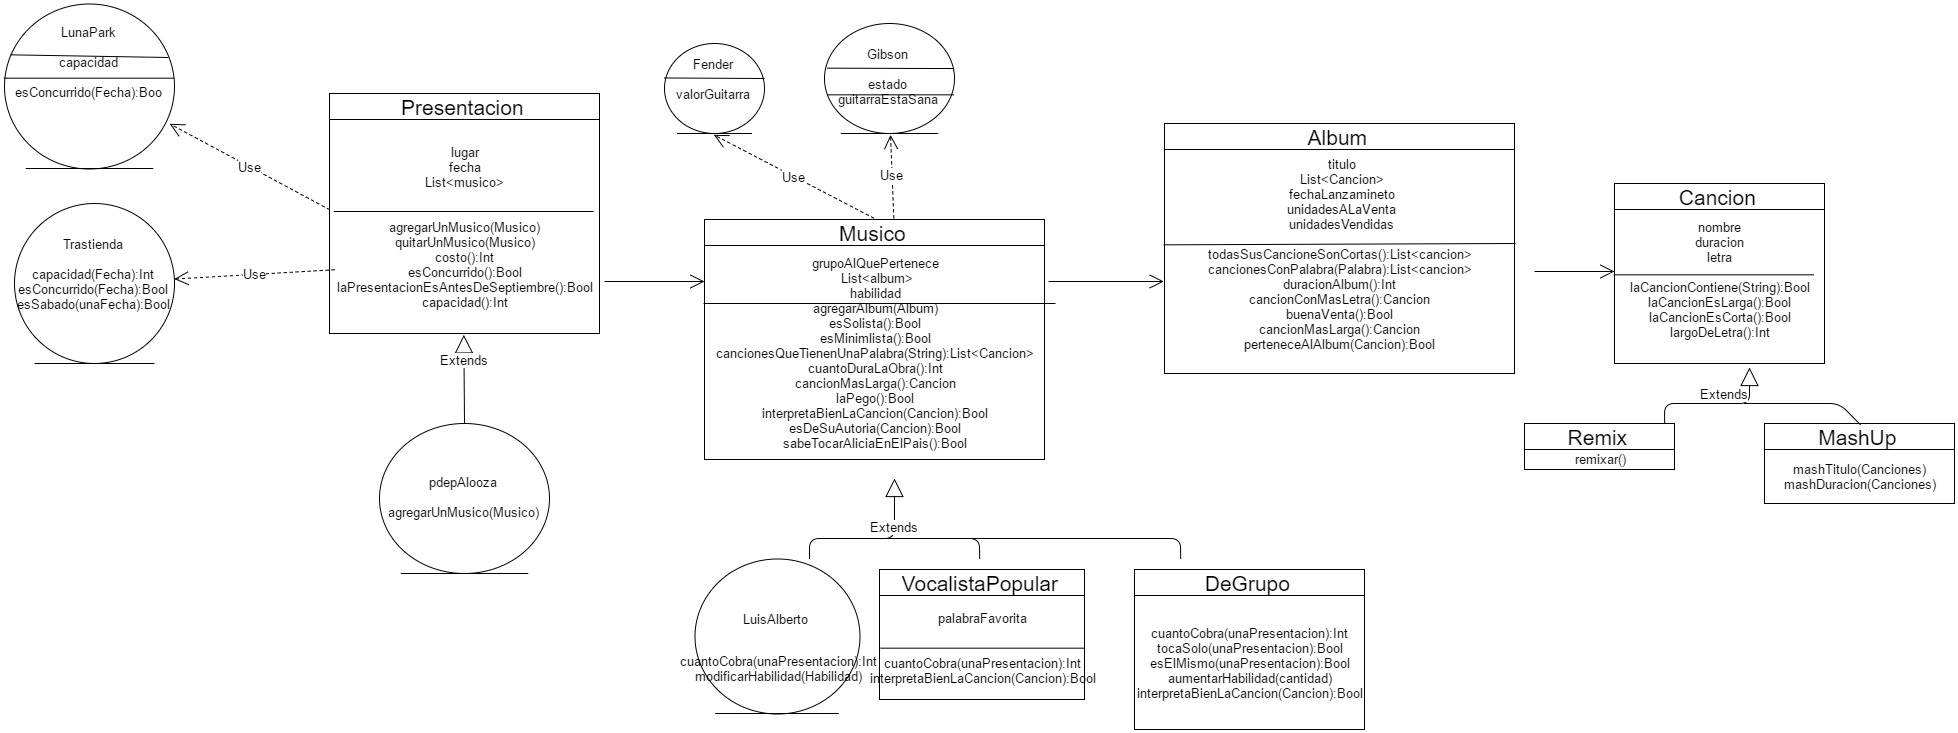 LunaPark
capacidad
esConcurrido(Fecha):Boo
Trastienda
capacidad(Fecha):Int
esConcurrido(Fecha):Bool
esSabado(unaFecha):Bool
Use
Use
Presentacion
lugar
fecha
List<musico>
agregarUnMusico(Musico)
quitarUnMusico(Musico)
costo():Int
esConcurrido():Bool
laPresentacionEsAntesDeSeptiembre():Bool
capacidad():Int
Extends
pdepAlooza
agregarUnMusico(Musico)
Fender
valorGuitarra
Gibson
estado
guitarraEstaSana
Use
Use
Musico
grupoAlQuePertenece
List<album>
habilidad
agregarAlbum(Album)
esSolista():Bool
esMinimlista():Bool
cancionesQueTienenUnaPalabra(String):List<Cancion>
cuantoDuraLaObra():Int
cancionMasLarga():Cancion
laPego():Bool
interpretaBienLaCancion(Cancion):Bool
esDeSuAutoria(Cancion):Bool
sabeTocarAliciaEnElPais():Bool
Extends
LuisAlberto
cuantoCobra(unaPresentacion):Int
modificarHabilidad(Habilidad)
VocalistaPopular
palabraFavorita
cuantoCobra(unaPresentacion):Int
interpretaBienLaCancion(Cancion):Bool
DeGrupo
cuantoCobra(unaPresentacion):Int
tocaSolo(unaPresentacion):Bool
esElMismo(unaPresentacion):Bool
aumentarHabilidad(cantidad)
interpretaBienLaCancion(Cancion):Bool
Album
titulo
List<Cancion>
fechaLanzamineto
unidadesALaVenta
unidadesVendidas
todasSusCancioneSonCortas():List<cancion>
cancionesConPalabra(Palabra):List<cancion>
duracionAlbum():Int
cancionConMasLetra():Cancion
buenaVenta():Bool
cancionMasLarga():Cancion
perteneceAlAlbum(Cancion):Bool
Cancion
nombre
duracion
letra
laCancionContiene(String):Bool
laCancionEsLarga():Bool
laCancionEsCorta():Bool
largoDeLetra():Int
Extends
Remix
remixar()
MashUp
mashTitulo(Canciones)
mashDuracion(Canciones)